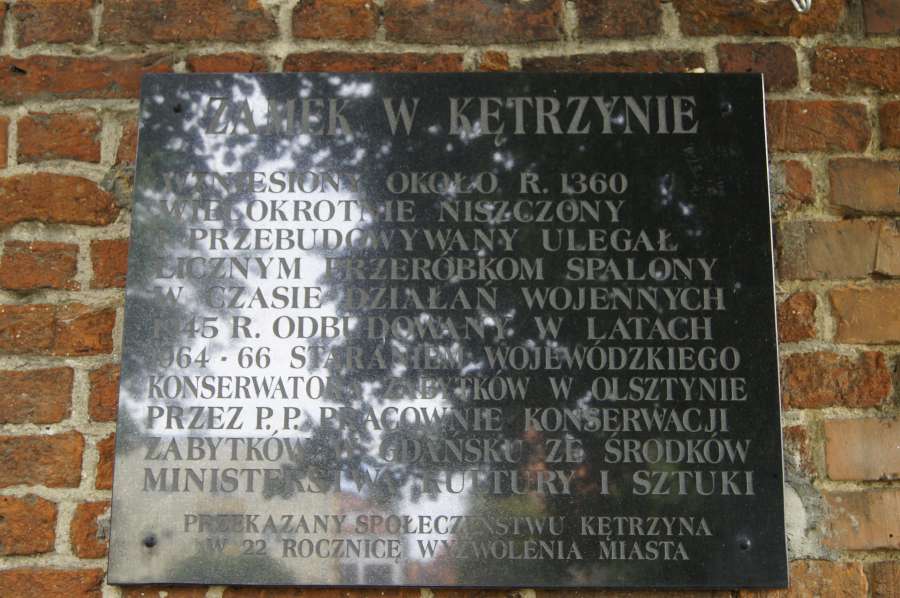 ZAMEK W KĘTRZYNIE
WZNIESIONY OKOŁO R. 1360
WIELOKROTNIE NISZCZONY
I PRZEBUDOWYWANY ULEGAŁ
LICZNYM PRZERÓBKOM SPALONY
W CZASIE DZIAŁAŃ WOJENNYCH
1945 R. ODBUDOWANY W LATACH
1964 - 66 STARANIEM WOJEWÓDZKIEGO
KONSERWATORA ZABYTKÓW W OLSZTYNIE
PRZEZ P.P. PRACOWNIE KONSERWACJI
ZABYTKÓW W GDAŃSKU ZE ŚRODKÓW
MINISTERSTWA KULTURY I SZTUKI
PRZEKAZANY SPOŁECZEŃSTWU KĘTRZYNA
W 22 ROCZNICĘ WYZWOLENIA MIASTA